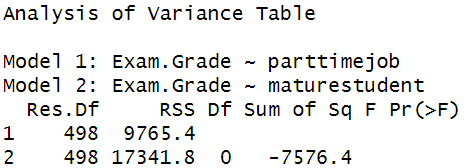 Analysis of Variance Table
Model 1: Exam.Grade ~ parttimejob
Model 2: Exam.Grade ~ maturestudent
Res.Df RSS Df Sum of Sq F Pr(>F)
1 498 9765.4
2 498 17341.8 0 -7576.4